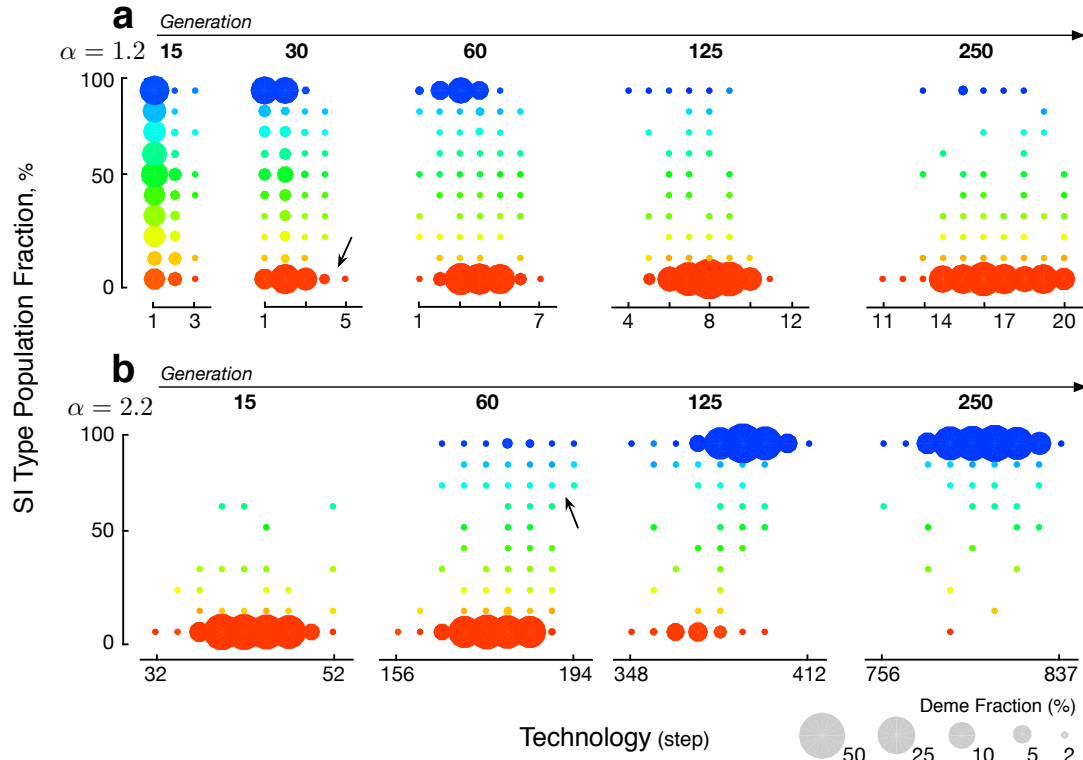 a
Generation
α = 1.2 15 30 60 125 250
100
50
0
1 3 1 5 1 7 4 8 12 11 14 17 20
b
Generation
α = 2.2 15 60 125 250
100
50
0
32 52 156 194 348 412 756 837
SI Type Population Fraction, %
Technology (step)
Deme Fraction (%)
50 25 10 5 2